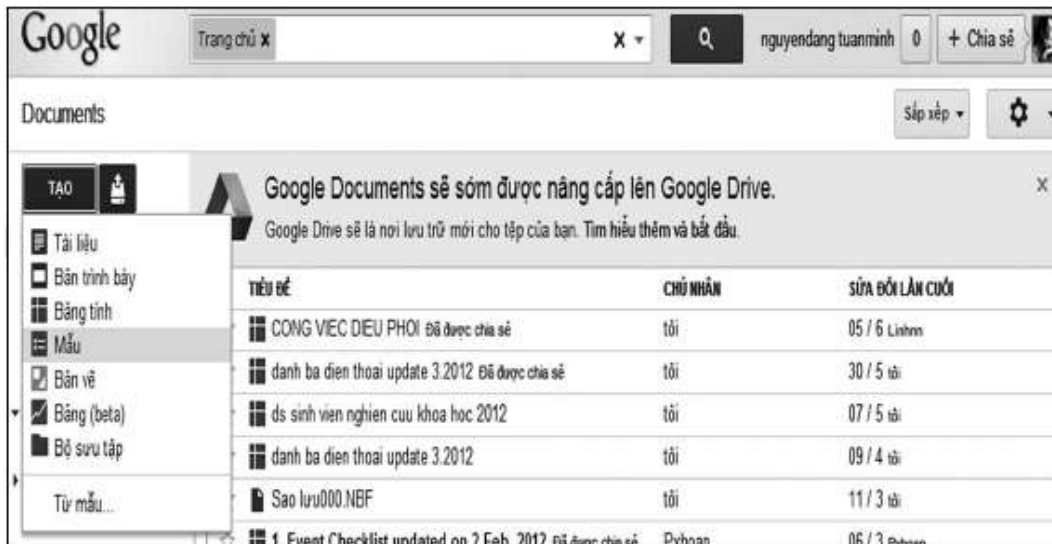 Google Trang chủ x x nguyendang tuanminh 0 + Chia sẻ
Documents Sắp xếp
TẠO
Google Documents sẽ sớm được nâng cấp lên Google Drive. x
Google Drive sẽ là nơi lưu trữ mới cho tệp của bạn. Tìm hiểu thêm và bắt đầu.
Tài liệu
Bản trình bày
Bảng tính
Mẫu
Bản vẽ
Bảng (beta)
Bộ sưu tập
Từ mẫu...
TIÊU ĐỀ CHỦ NHÂN SỬA ĐỔI LẦN CUỐI
CONG VIEC DIEU PHOI Đã được chia sẻ tôi 05 / 6 Linhnn
danh ba dien thoai update 3.2012 Đã được chia sẻ tôi 30 / 5 tôi
ds sinh vien nghien cuu khoa hoc 2012 tôi 07 / 5 tôi
danh ba dien thoai update 3.2012 tôi 09 / 4 tôi
Sao lưu000.NBF tôi 11 / 3 tôi
1. Event Checklist updated on 2 Feb, 2012 Đã được chia sẻ Pxhoan 06 / 3 Pxhoan